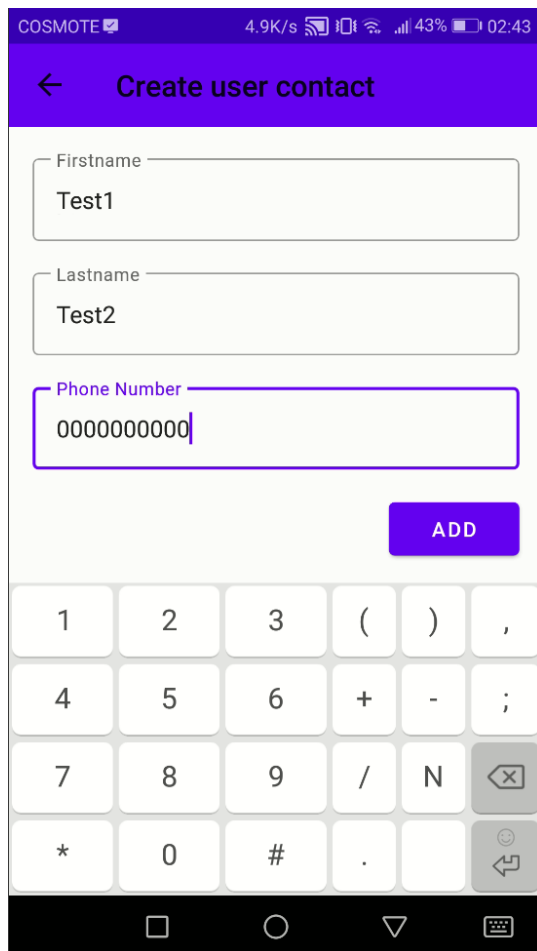 COSMOTE 4.9K/s 43% 02:43
Create user contact
Firstname
Test1
Lastname
Test2
Phone Number
0000000000
ADD
1 2 3 ( ) ,
4 5 6 + - ;
7 8 9 / N
* 0 # .